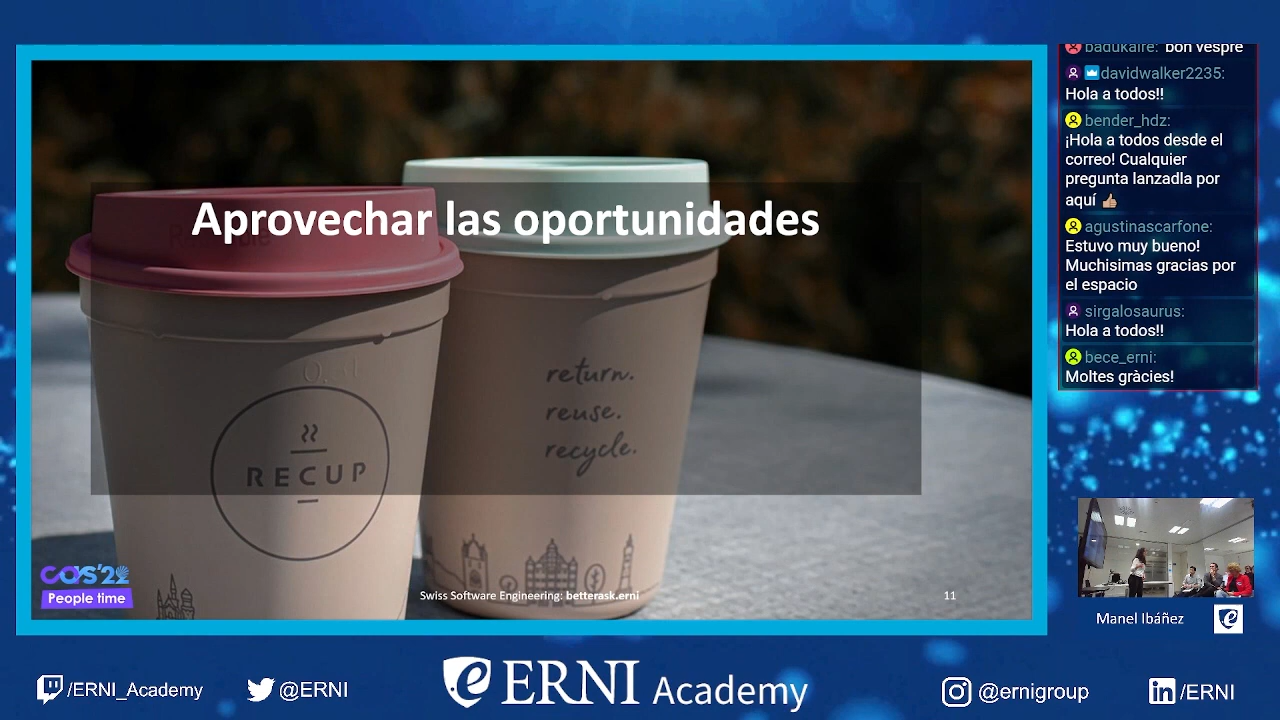 Aprovechar las oportunidades
RECUP
return.
reuse.
recycle.
cas'22
People time
Swiss Software Engineering: betterask.erni
11
badukaire: bon vespre
davidwalker2235:
Hola a todos!!
bender_hdz:
¡Hola a todos desde el
correo! Cualquier
pregunta lanzadla por
aquí 👍🏼
agustinascarfone:
Estuvo muy bueno!
Muchisimas gracias por
el espacio
sirgalosaurus:
Hola a todos!!
bece_erni:
Moltes gràcies!
Manel Ibáñez
/ERNI_Academy
@ERNI
ERNI Academy
@ernigroup
in/ERNI